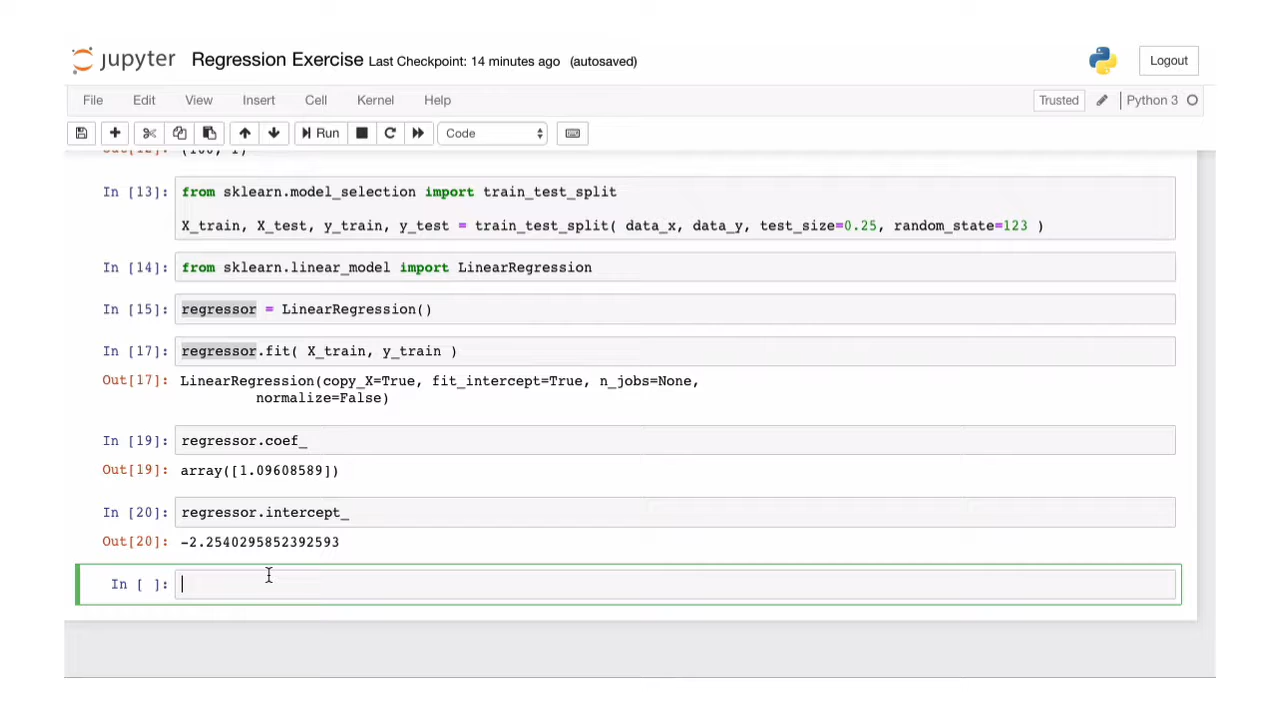 jupyter Regression Exercise Last Checkpoint: 14 minutes ago (autosaved) Logout
File Edit View Insert Cell Kernel Help Trusted Python 3
Run Code
Out[12]: (100, 1)
In [13]: from sklearn.model_selection import train_test_split
X_train, X_test, y_train, y_test = train_test_split( data_x, data_y, test_size=0.25, random_state=123 )
In [14]: from sklearn.linear_model import LinearRegression
In [15]: regressor = LinearRegression()
In [17]: regressor.fit( X_train, y_train )
Out[17]: LinearRegression(copy_X=True, fit_intercept=True, n_jobs=None,
normalize=False)
In [19]: regressor.coef_
Out[19]: array([1.09608589])
In [20]: regressor.intercept_
Out[20]: -2.2540295852392593
In [ ]: